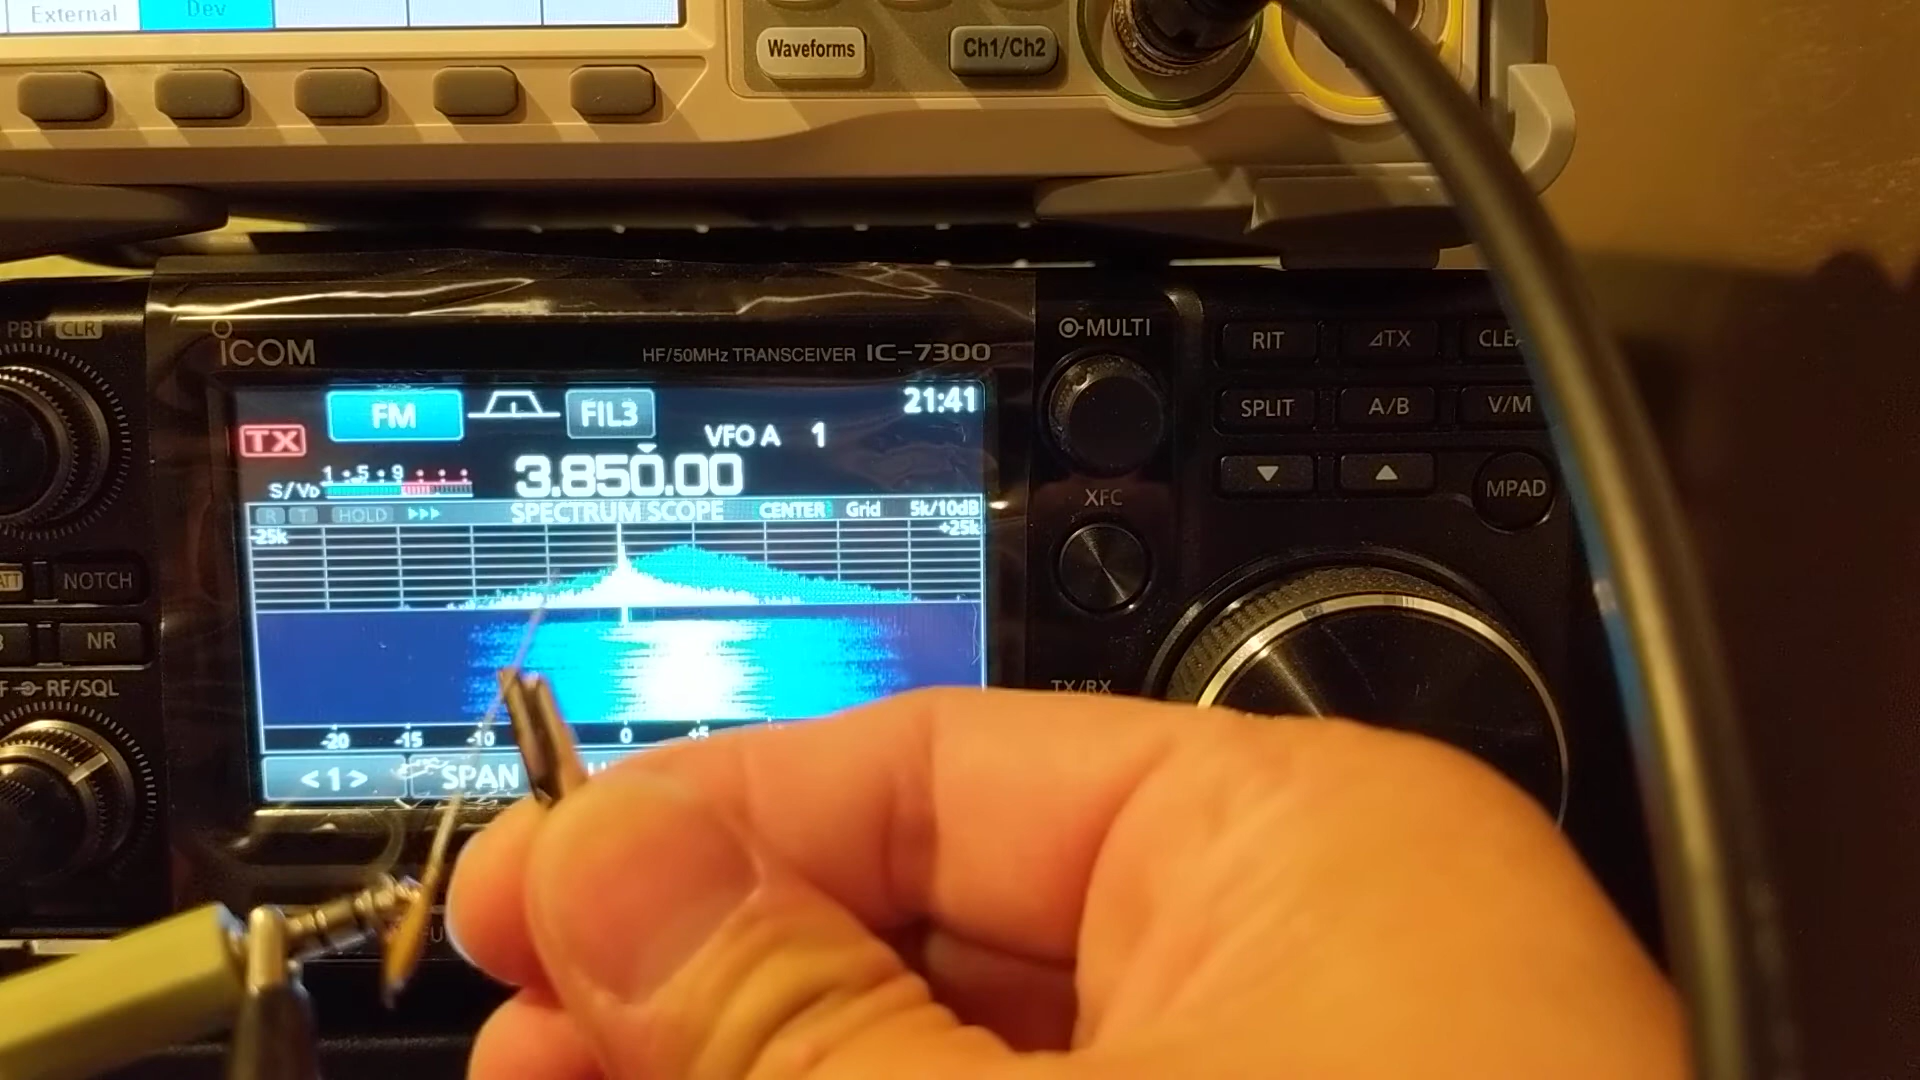 External Dev
Waveforms Ch1/Ch2
PBT CLR
ICOM
HF/50MHz TRANSCEIVER IC-7300
MULTI
RIT ⊿TX
SPLIT A/B V/M
▼ ▲
MPAD
XFC
TX/RX
NOTCH
NR
RF/SQL
TX FM FIL3 21:41
VFO A 1
3.850.00
S/VD 1 · 5 · 9
R T HOLD ▸▸▸ SPECTRUM SCOPE CENTER Grid 5k/10dB
-25k +25k
-20 -15 -10 0 +5
<1> SPAN